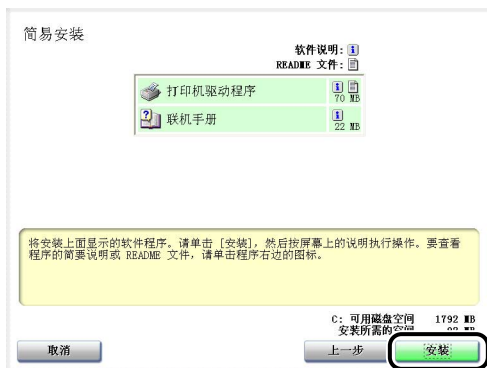 简易安装
软件说明:
README 文件:
打印机驱动程序
70 MB
联机手册
22 MB
将安装上面显示的软件程序。请单击 [安装]，然后按屏幕上的说明执行操作。要查看
程序的简要说明或 README 文件，请单击程序右边的图标。
C: 可用磁盘空间 1792 MB
安装所需的空间
取消
上一步
安装